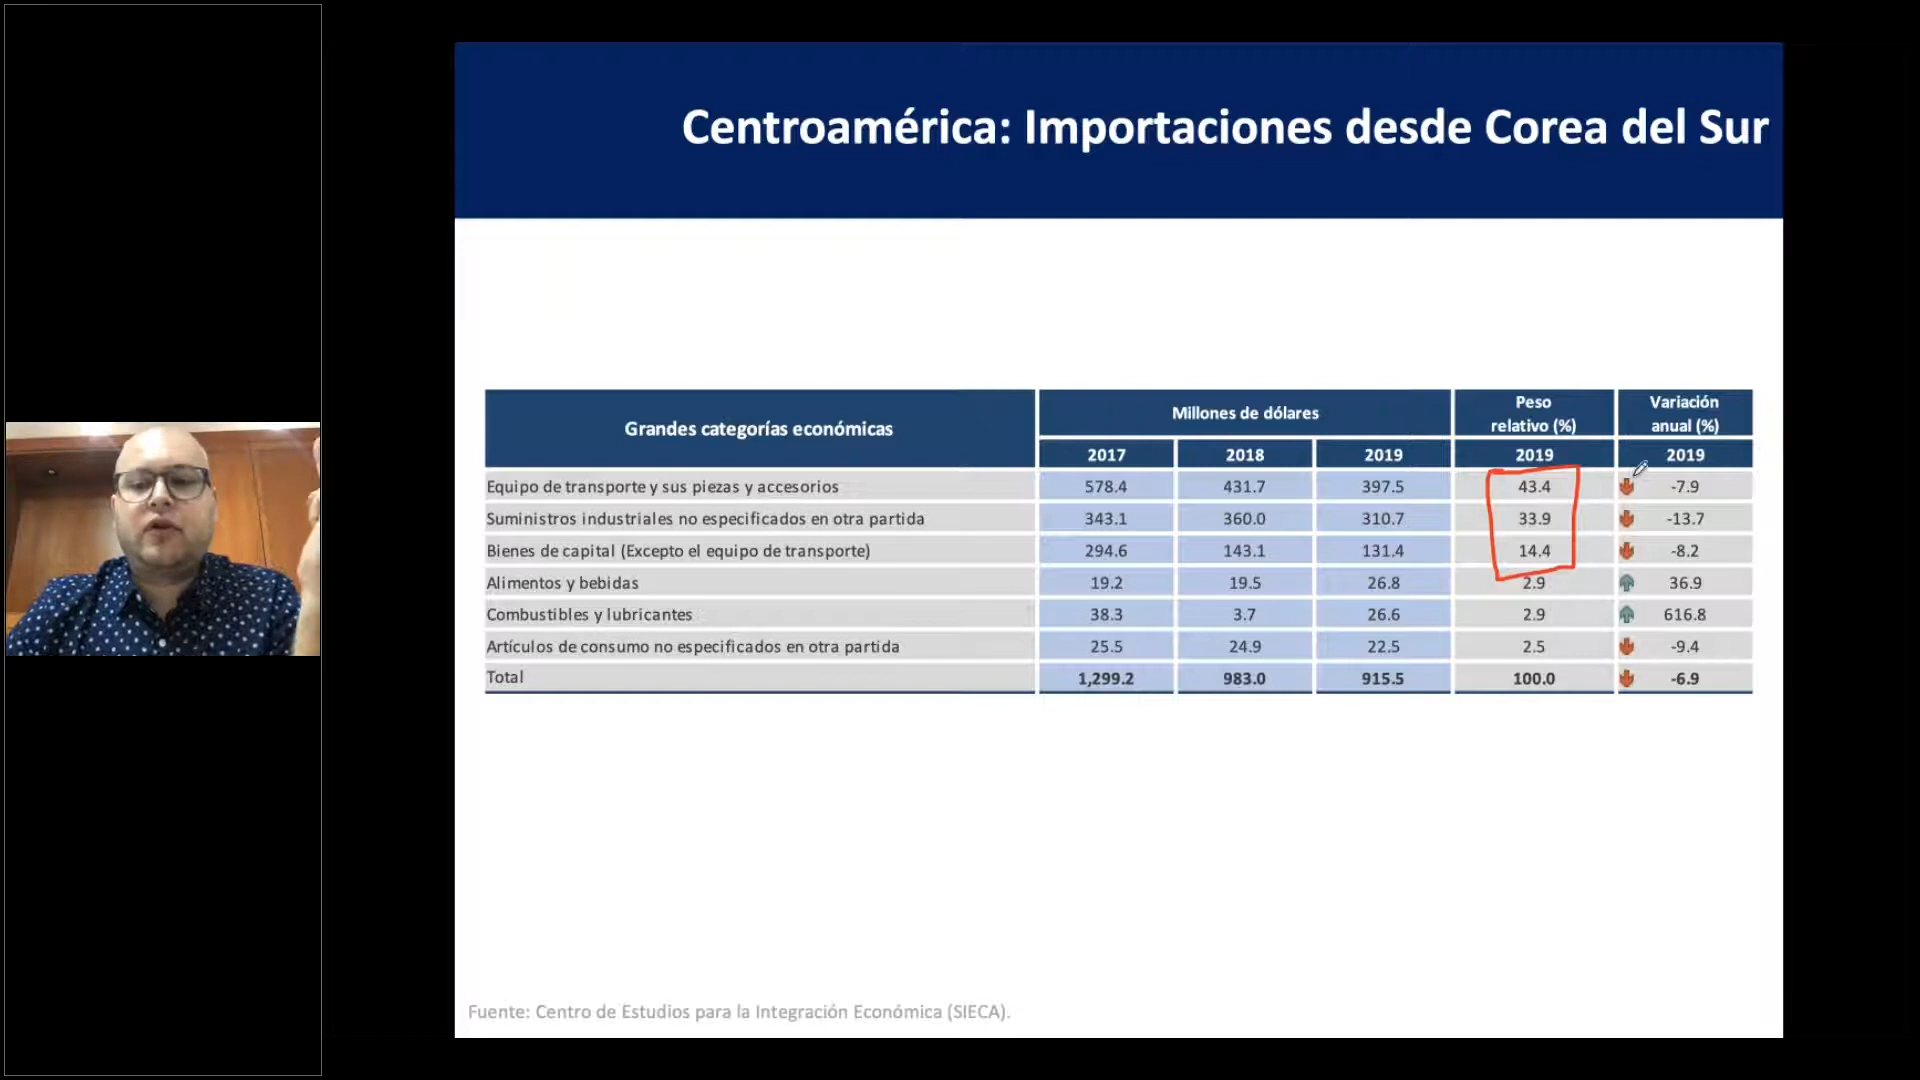 Centroamérica: Importaciones desde Corea del Sur
Grandes categorías económicas Millones de dólares Peso relativo (%) Variación anual (%)
2017 2018 2019 2019 2019
Equipo de transporte y sus piezas y accesorios 578.4 431.7 397.5 43.4 -7.9
Suministros industriales no especificados en otra partida 343.1 360.0 310.7 33.9 -13.7
Bienes de capital (Excepto el equipo de transporte) 294.6 143.1 131.4 14.4 -8.2
Alimentos y bebidas 19.2 19.5 26.8 2.9 36.9
Combustibles y lubricantes 38.3 3.7 26.6 2.9 616.8
Artículos de consumo no especificados en otra partida 25.5 24.9 22.5 2.5 -9.4
Total 1,299.2 983.0 915.5 100.0 -6.9
Fuente: Centro de Estudios para la Integración Económica (SIECA).